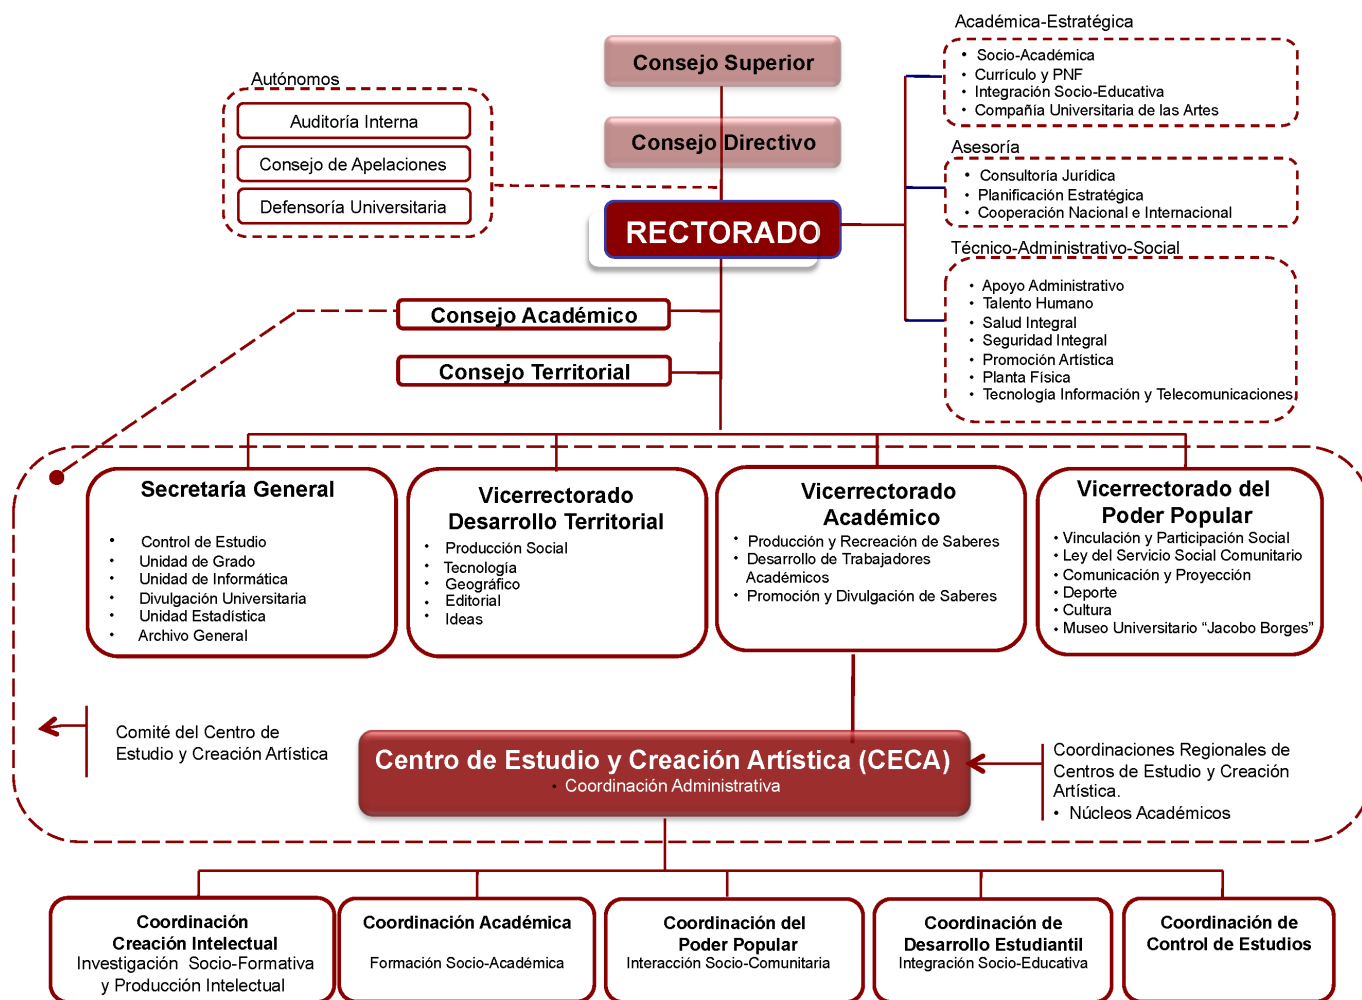 Académica-Estratégica
• Socio-Académica
• Currículo y PNF
• Integración Socio-Educativa
• Compañía Universitaria de las Artes
Consejo Superior
Autónomos
Auditoría Interna
Consejo de Apelaciones
Defensoría Universitaria
Consejo Directivo
Asesoría
• Consultoría Jurídica
• Planificación Estratégica
• Cooperación Nacional e Internacional
RECTORADO
Técnico-Administrativo-Social
• Apoyo Administrativo
• Talento Humano
• Salud Integral
• Seguridad Integral
• Promoción Artística
• Planta Física
• Tecnología Información y Telecomunicaciones
Consejo Académico
Consejo Territorial
Secretaría General
• Control de Estudio
• Unidad de Grado
• Unidad de Informática
• Divulgación Universitaria
• Unidad Estadística
• Archivo General
Vicerrectorado
Desarrollo Territorial
• Producción Social
• Tecnología
• Geográfico
• Editorial
• Ideas
Vicerrectorado
Académico
• Producción y Recreación de Saberes
• Desarrollo de Trabajadores
Académicos
• Promoción y Divulgación de Saberes
Vicerrectorado del
Poder Popular
• Vinculación y Participación Social
• Ley del Servicio Social Comunitario
• Comunicación y Proyección
• Deporte
• Cultura
• Museo Universitario “Jacobo Borges”
Comité del Centro de
Estudio y Creación Artística
Centro de Estudio y Creación Artística (CECA)
• Coordinación Administrativa
Coordinaciones Regionales de
Centros de Estudio y Creación
Artística.
• Núcleos Académicos
Coordinación
Creación Intelectual
Investigación Socio-Formativa
y Producción Intelectual
Coordinación Académica
Formación Socio-Académica
Coordinación del
Poder Popular
Interacción Socio-Comunitaria
Coordinación de
Desarrollo Estudiantil
Integración Socio-Educativa
Coordinación de
Control de Estudios